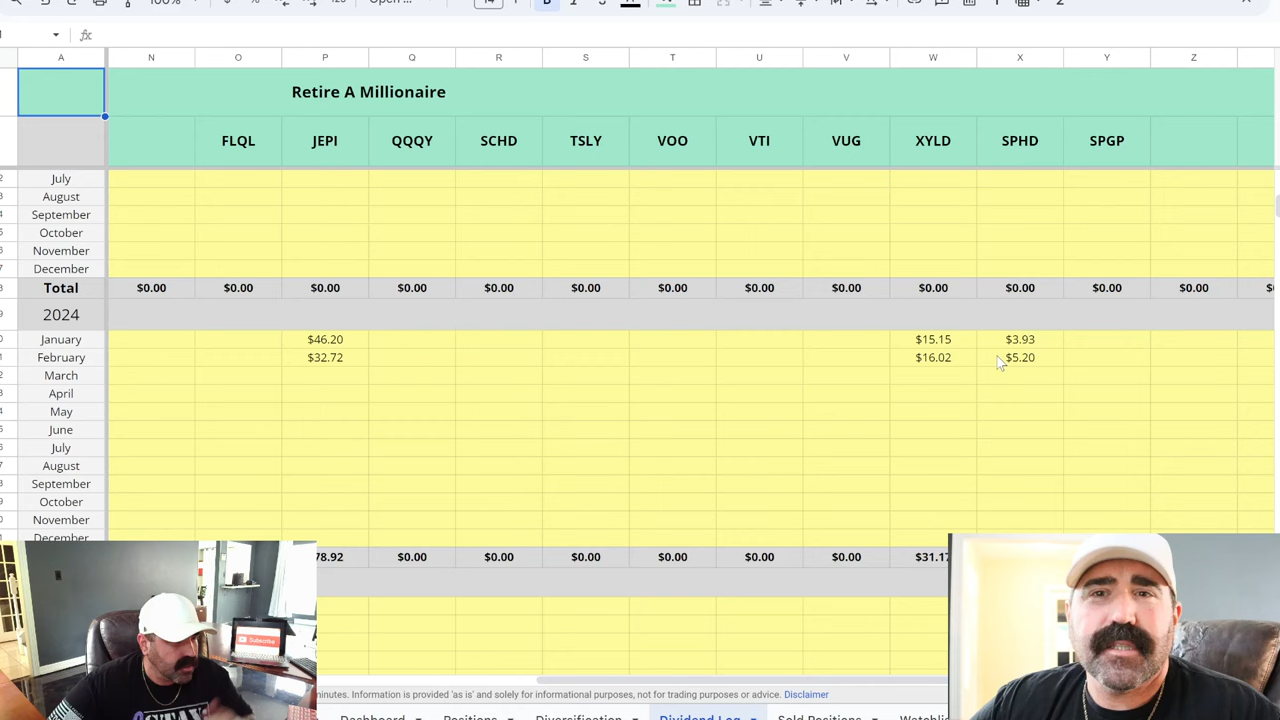 A N O P Q R S T U V W X Y Z
Retire A Millionaire
FLQL JEPI QQQY SCHD TSLY VOO VTI VUG XYLD SPHD SPGP
July
August
September
October
November
December
Total $0.00 $0.00 $0.00 $0.00 $0.00 $0.00 $0.00 $0.00 $0.00 $0.00 $0.00 $0.00 $0.00
2024
January $46.20 $15.15 $3.93
February $32.72 $16.02 $5.20
March
April
May
June
July
August
September
October
November
December
78.92 $0.00 $0.00 $0.00 $0.00 $0.00 $0.00 $31.17
Subscribe
minutes. Information is provided 'as is' and solely for informational purposes, not for trading purposes or advice. Disclaimer
Dashboard Positions Diversification Dividend Log Sold Positions Watchlist